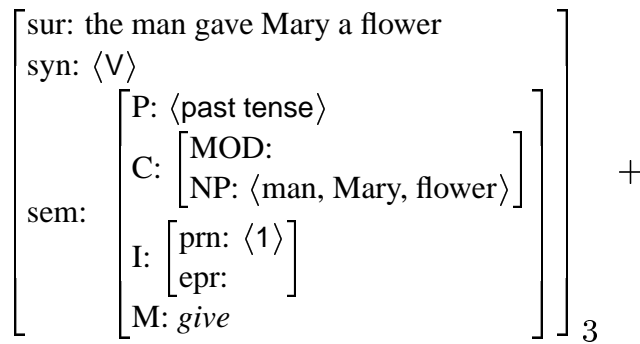 sur: the man gave Mary a flower
syn: ⟨V⟩
P: ⟨past tense⟩
C: [MOD:
NP: ⟨man, Mary, flower⟩] +
sem:
I: [prn: ⟨1⟩
epr:]
M: give
3